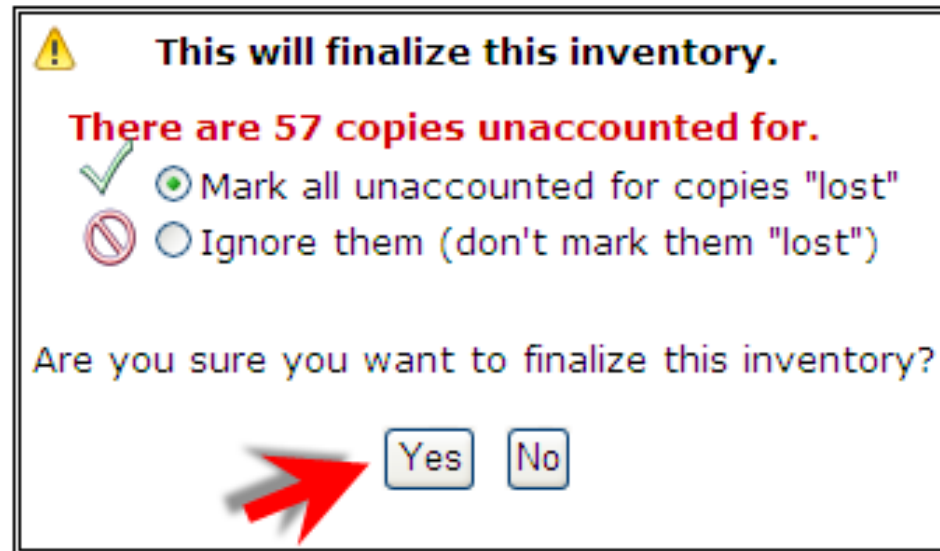 This will finalize this inventory.
There are 57 copies unaccounted for.
Mark all unaccounted for copies "lost"
Ignore them (don't mark them "lost")
Are you sure you want to finalize this inventory?
Yes No